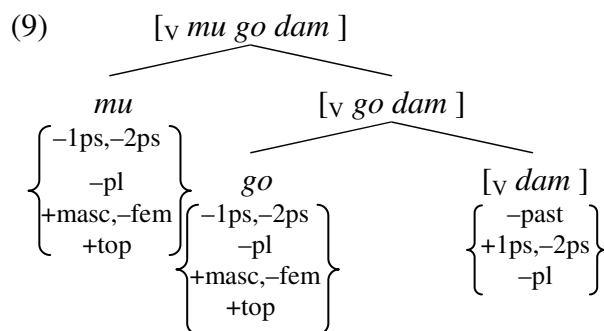 (9) [V mu go dam ]
mu [V go dam ]
–1ps,–2ps
–pl
+masc,–fem
+top
go [V dam ]
–1ps,–2ps
–pl
+masc,–fem
+top
–past
+1ps,–2ps
–pl